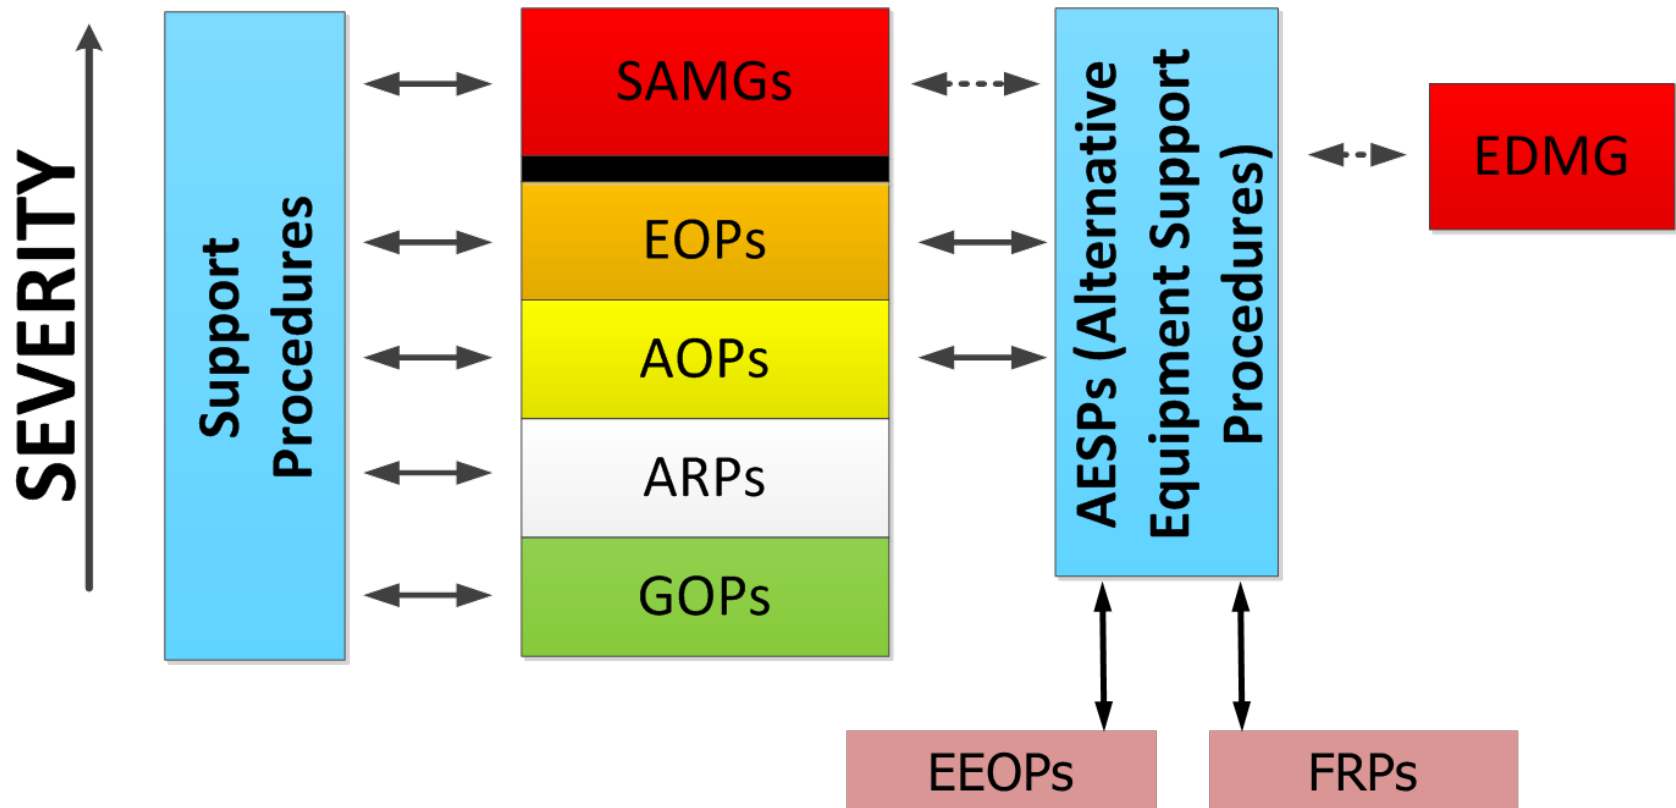 SEVERITY
Support
Procedures
SAMGs
EOPs
AOPs
ARPs
GOPs
AESPs (Alternative
Equipment Support
Procedures)
EDMG
EEOPs
FRPs